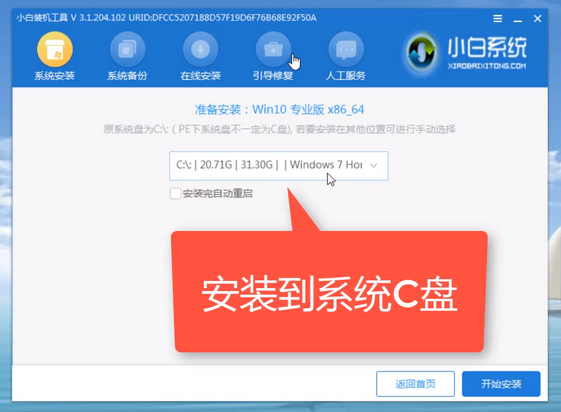 小白装机工具 V 3.1.204.102 URID:DFCC5207188D57F19D6F76B68E92F50A
系统安装
系统备份
在线安装
引导修复
人工服务
小白系统
XIAOBAIXITONG.COM
准备安装：Win10 专业版 x86_64
原系统盘为C:\: ( PE下系统盘不一定为C盘), 若要安装在其他位置可进行手动选择
C:\: | 20.71G | 31.30G | | Windows 7 Hor
安装完自动重启
安装到系统C盘
返回首页
开始安装